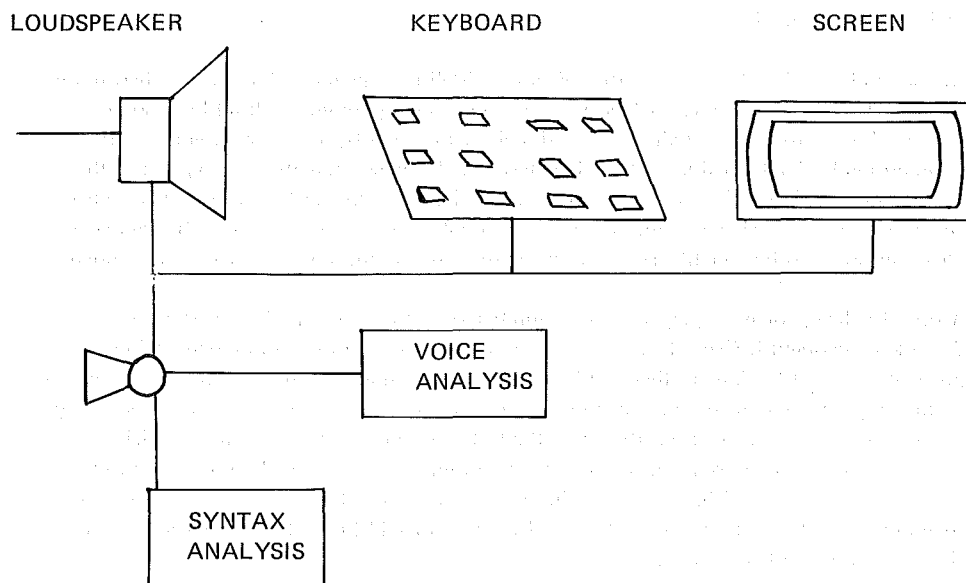 LOUDSPEAKER KEYBOARD SCREEN
VOICE
ANALYSIS
SYNTAX
ANALYSIS